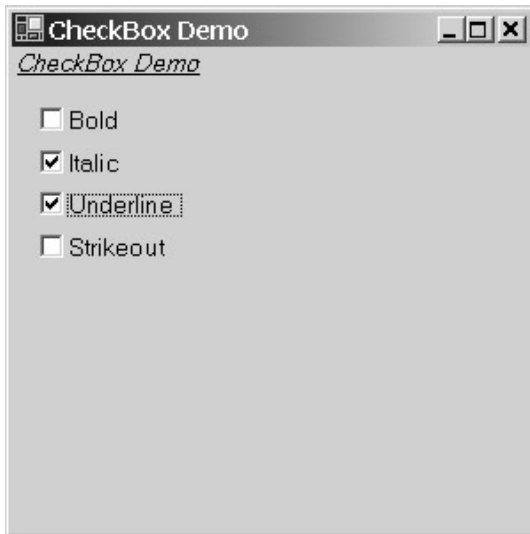 CheckBox Demo
CheckBox Demo
Bold
Italic
Underline
Strikeout